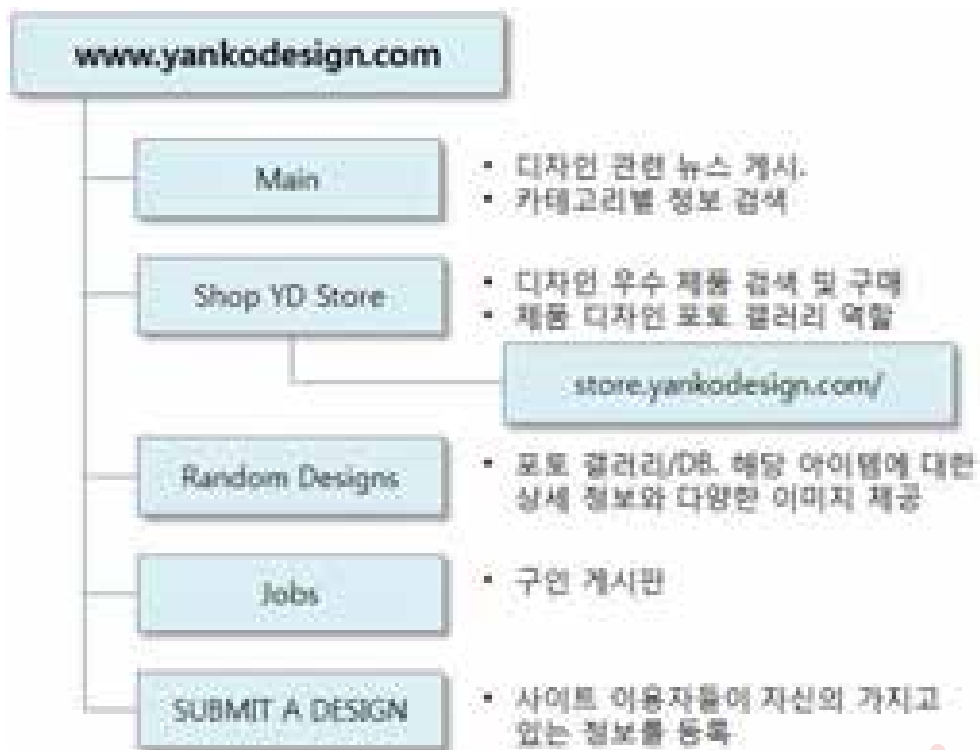 www.yankodesign.com
Main
• 디자인 관련 뉴스 게시.
• 카테고리별 정보 검색
Shop YD Store
• 디자인 우수 제품 검색 및 구매
• 제품 디자인 포토 갤러리 역할
store.yankodesign.com/
Random Designs
• 포토 갤러리/DB. 해당 아이템에 대한
상세 정보와 다양한 이미지 제공
Jobs
• 구인 게시판
SUBMIT A DESIGN
• 사이트 이용자들이 자신의 가지고
있는 정보를 등록